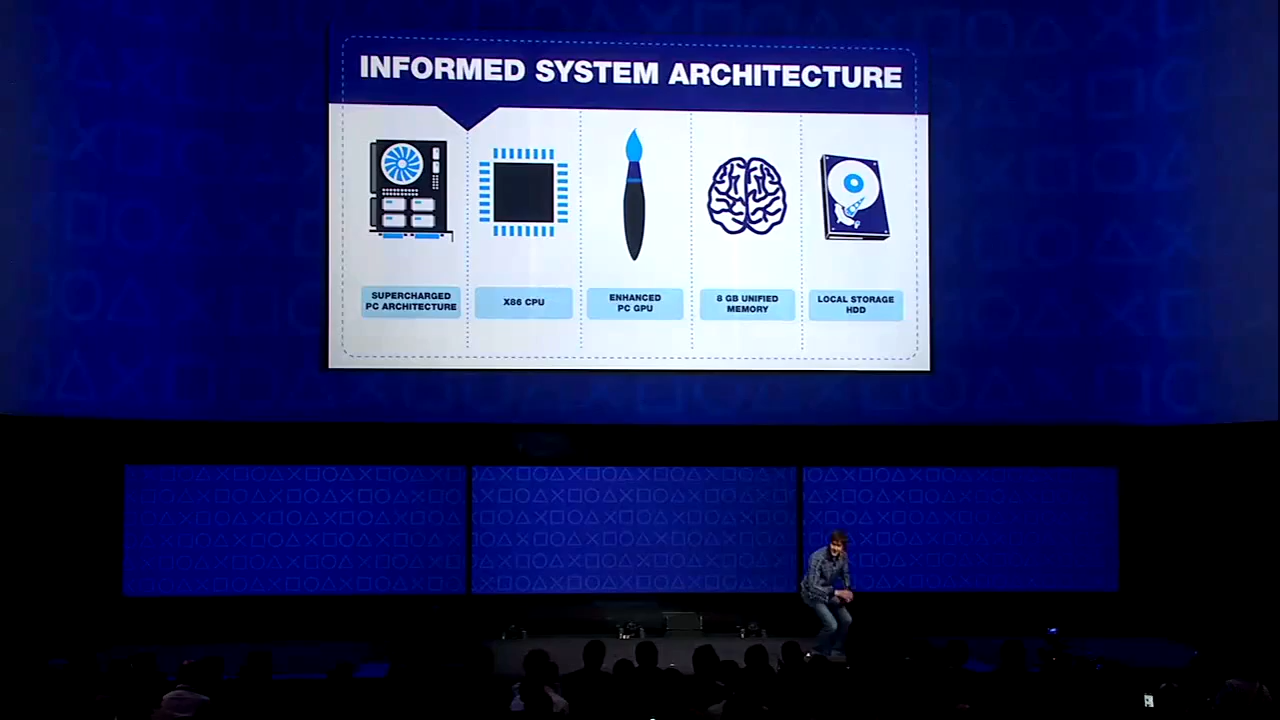 INFORMED SYSTEM ARCHITECTURE
SUPERCHARGED
PC ARCHITECTURE
X86 CPU
ENHANCED
PC GPU
8 GB UNIFIED
MEMORY
LOCAL STORAGE
HDD